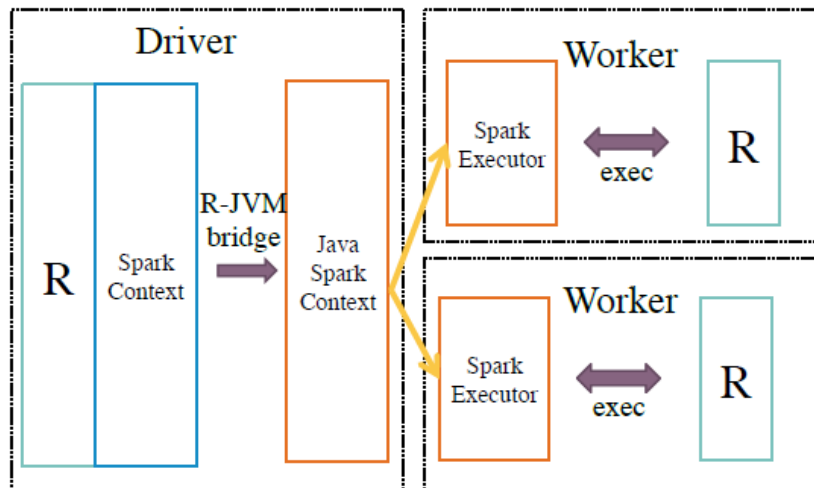 Driver
R
Spark
Context
R-JVM
bridge
Java
Spark
Context
Worker
Spark
Executor
exec
R
Worker
Spark
Executor
exec
R